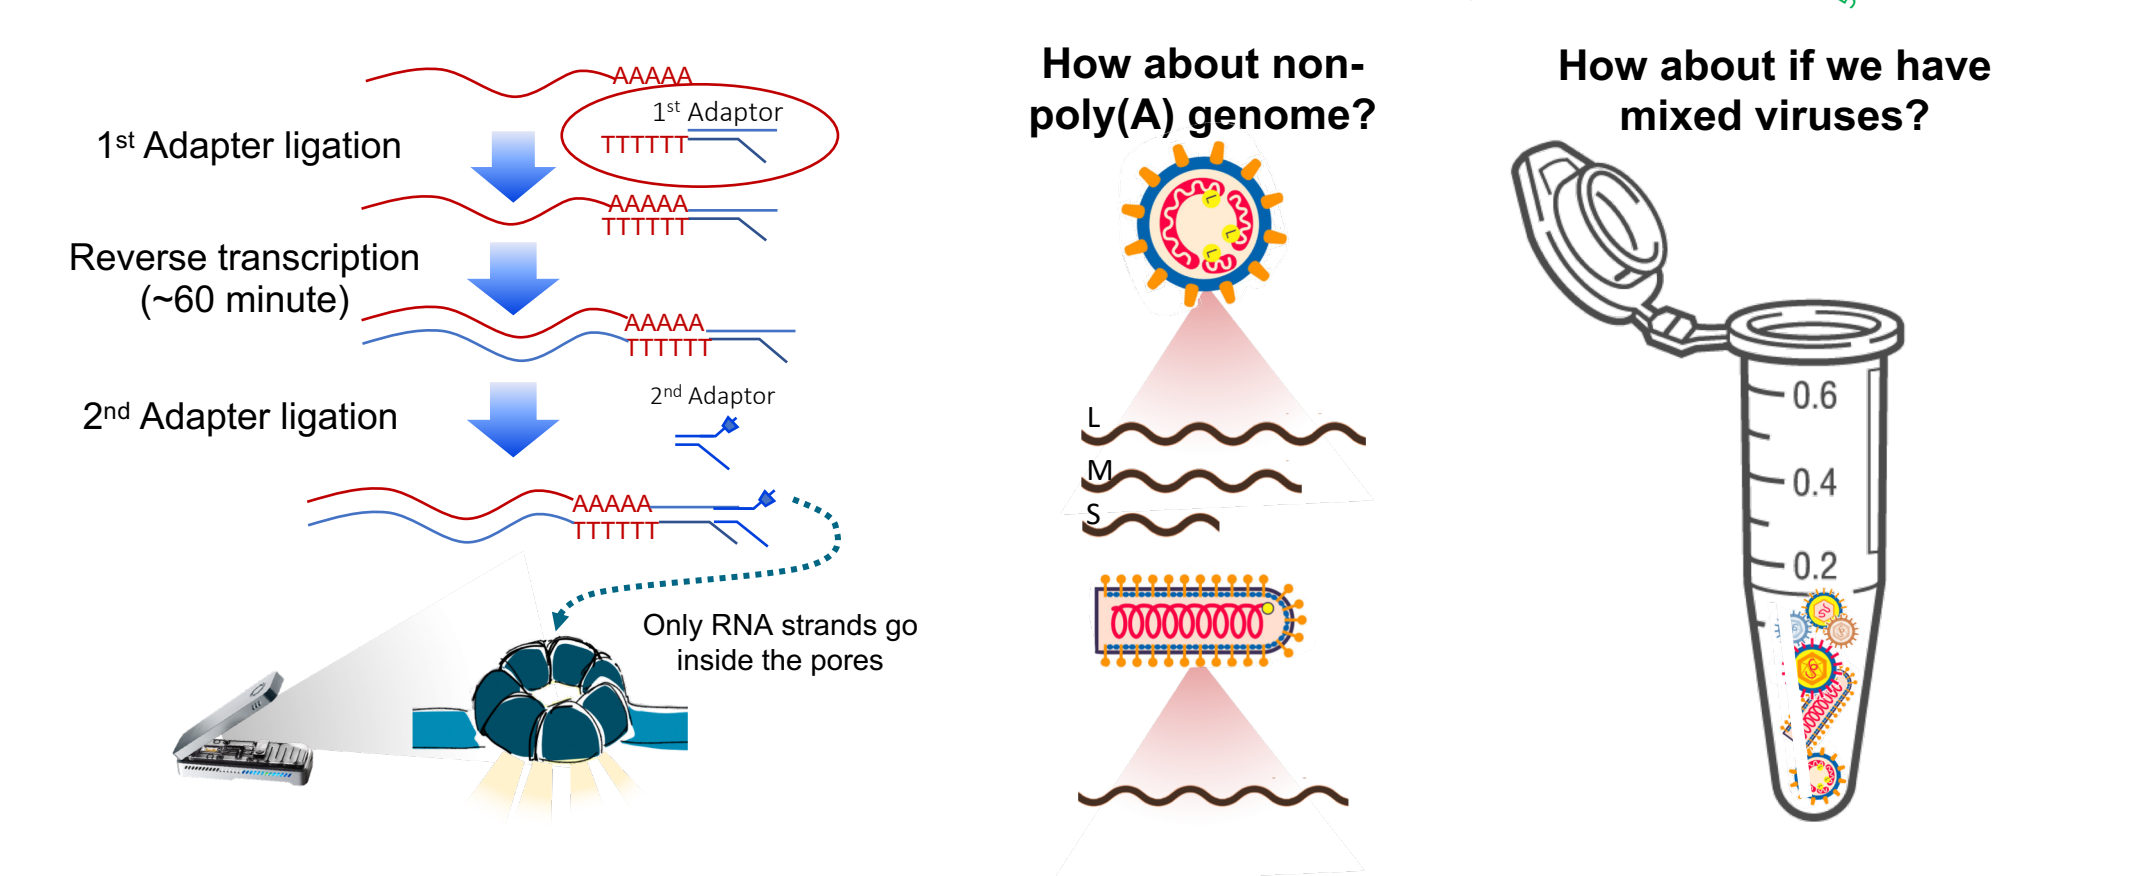 AAAAA
1st Adaptor
TTTTTT
1st Adapter ligation
AAAAA
TTTTTT
Reverse transcription
(~60 minute)
AAAAA
TTTTTT
2nd Adaptor
2nd Adapter ligation
AAAAA
TTTTTT
Only RNA strands go
inside the pores
How about non-
poly(A) genome?
L
L
L
L
M
S
How about if we have
mixed viruses?
0.6
0.4
0.2